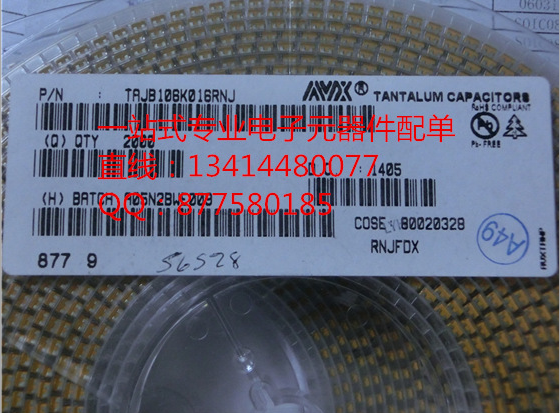 P/N : TAJB106K016RNJ
AVX ® TANTALUM CAPACITORS
RoHS COMPLIANT
一站式专业电子元器件配单
(Q) QTY 2000
Pb-FREE
直线：13414480077
1405
(H) BATCH
QQ：877580185
COSE 80020328
A49
RNJFDX
877 9
56528